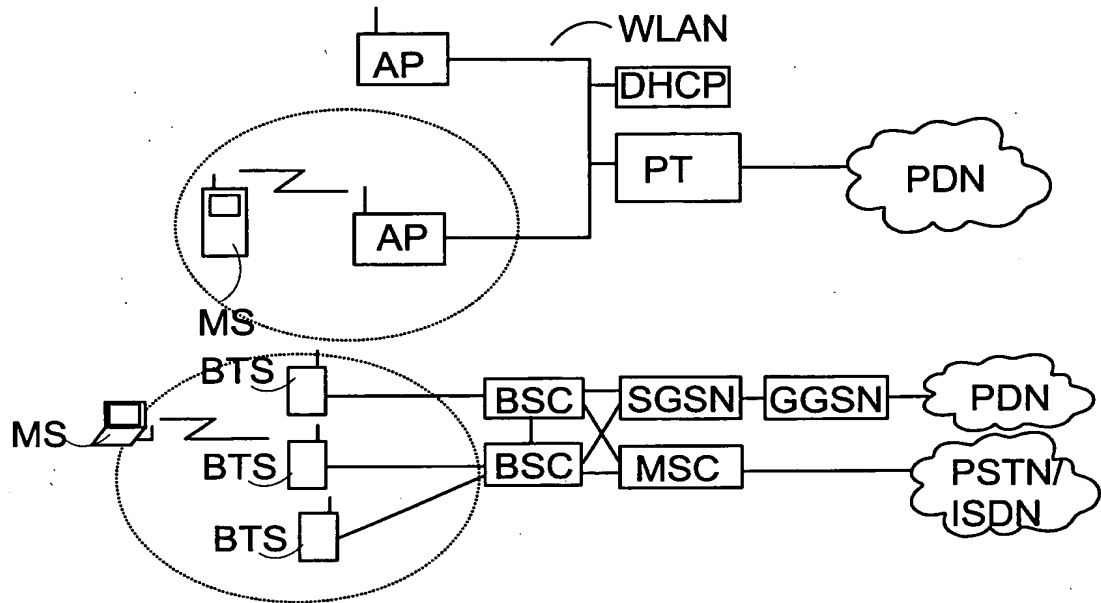 WLAN
AP
DHCP
PT
PDN
AP
MS
BTS
BSC
SGSN
GGSN
PDN
MS
BTS
BSC
MSC
PSTN/
ISDN
BTS